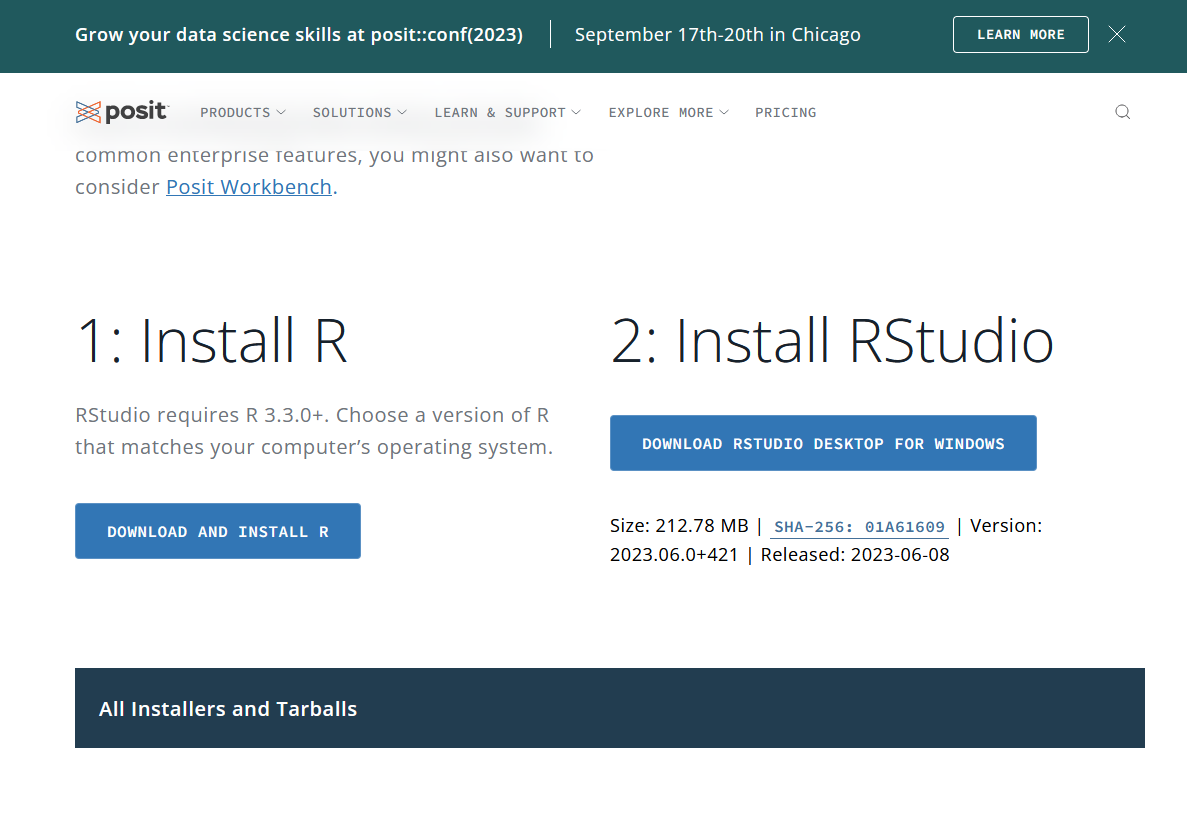 Grow your data science skills at posit::conf(2023) September 17th-20th in Chicago LEARN MORE
posit PRODUCTS SOLUTIONS LEARN & SUPPORT EXPLORE MORE PRICING
common enterprise features, you might also want to
consider Posit Workbench.
1: Install R
RStudio requires R 3.3.0+. Choose a version of R
that matches your computer’s operating system.
DOWNLOAD AND INSTALL R
2: Install RStudio
DOWNLOAD RSTUDIO DESKTOP FOR WINDOWS
Size: 212.78 MB | SHA-256: 01A61609 | Version:
2023.06.0+421 | Released: 2023-06-08
All Installers and Tarballs